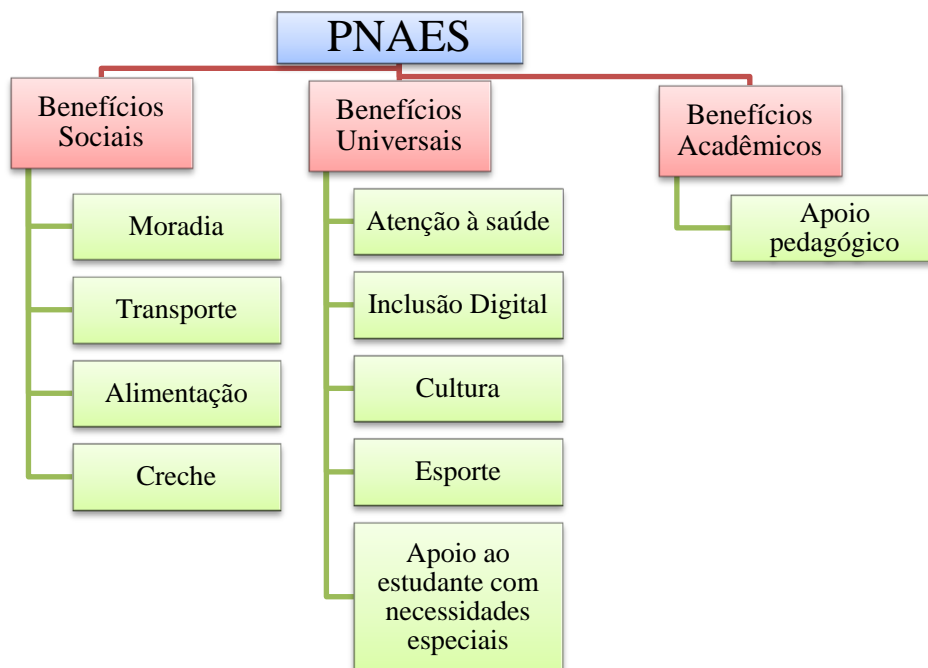 PNAES
Benefícios
Sociais
Moradia
Transporte
Alimentação
Creche
Benefícios
Universais
Atenção à saúde
Inclusão Digital
Cultura
Esporte
Apoio ao
estudante com
necessidades
especiais
Benefícios
Acadêmicos
Apoio
pedagógico